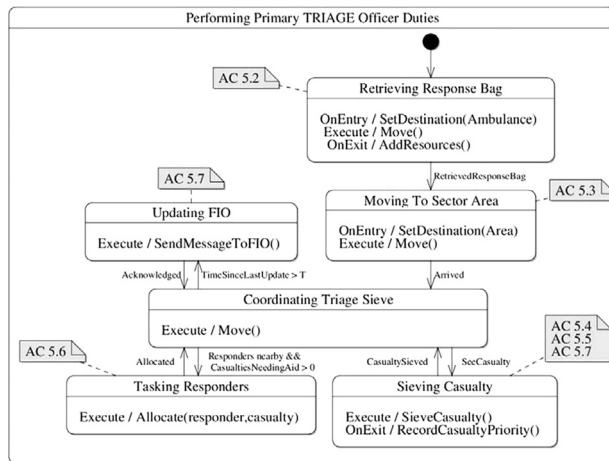 Performing Primary TRIAGE Officer Duties
AC 5.2
Retrieving Response Bag
OnEntry / SetDestination(Ambulance)
Execute / Move()
OnExit / AddResources()
RetrievedResponseBag
AC 5.7
AC 5.3
Updating FIO
Execute / SendMessageToFIO()
Moving To Sector Area
OnEntry / SetDestination(Area)
Execute / Move()
Acknowledged
TimeSinceLastUpdate > T
Arrived
Coordinating Triage Sieve
Execute / Move()
AC 5.4
AC 5.5
AC 5.7
AC 5.6
Allocated
Responders nearby &&
CasualtiesNeedingAid > 0
CasualtySieved
SeeCasualty
Tasking Responders
Execute / Allocate(responder,casualty)
Sieving Casualty
Execute / SieveCasualty()
OnExit / RecordCasualtyPriority()